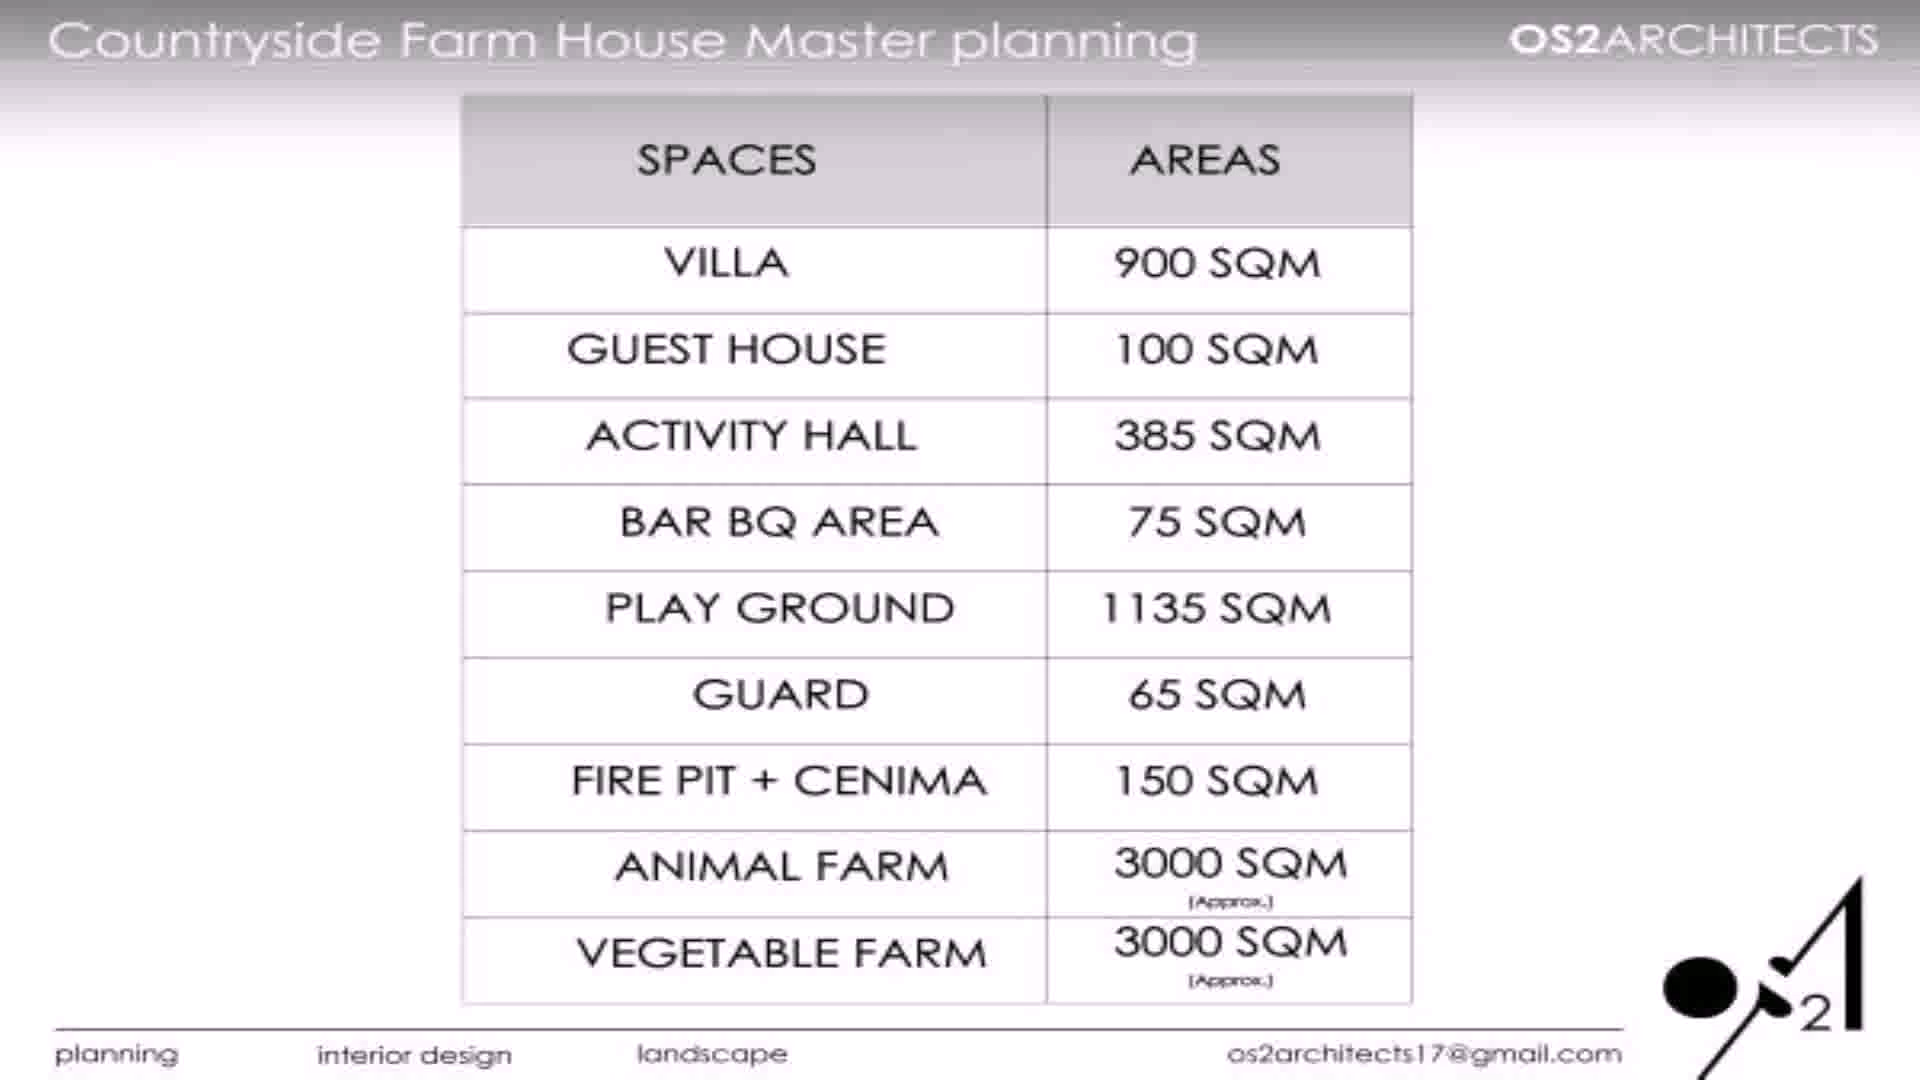 Countryside Farm House Master planning
OS2ARCHITECTS
SPACES AREAS
VILLA 900 SQM
GUEST HOUSE 100 SQM
ACTIVITY HALL 385 SQM
BAR BQ AREA 75 SQM
PLAY GROUND 1135 SQM
GUARD 65 SQM
FIRE PIT + CENIMA 150 SQM
ANIMAL FARM 3000 SQM
(Approx.)
VEGETABLE FARM 3000 SQM
(Approx.)
OS2A
planning interior design landscape os2architects17@gmail.com